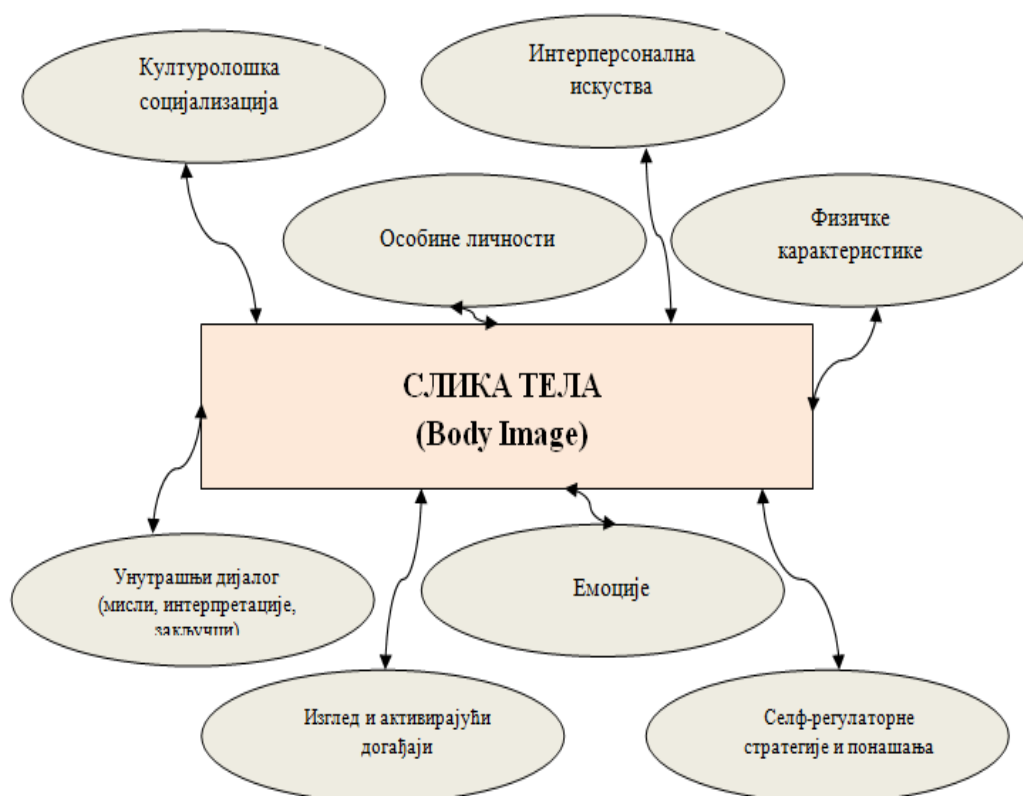 Културолошка
социјализација
Интерперсонална
искуства
Особине личности
Физичке
карактеристике
СЛИКА ТЕЛА
(Body Image)
Унутрашњи дијалог
(мисли, интерпретације,
закључци)
Емоције
Изглед и активирајући
догађаји
Селф-регулаторне
стратегије и понашања